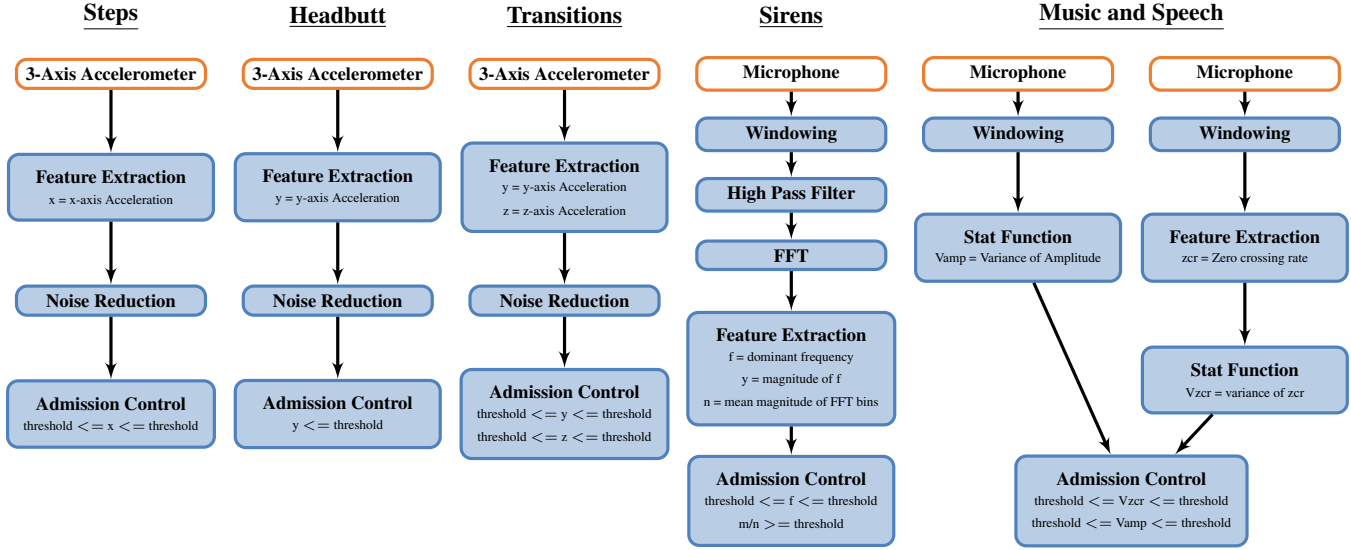 Steps
3-Axis Accelerometer
Feature Extraction
x = x-axis Acceleration
Noise Reduction
Admission Control
threshold <= x <= threshold
Headbutt
3-Axis Accelerometer
Feature Extraction
y = y-axis Acceleration
Noise Reduction
Admission Control
y <= threshold
Transitions
3-Axis Accelerometer
Feature Extraction
y = y-axis Acceleration
z = z-axis Acceleration
Noise Reduction
Admission Control
threshold <= y <= threshold
threshold <= z <= threshold
Sirens
Microphone
Windowing
High Pass Filter
FFT
Feature Extraction
f = dominant frequency
y = magnitude of f
n = mean magnitude of FFT bins
Admission Control
threshold <= f <= threshold
m/n >= threshold
Music and Speech
Microphone
Windowing
Stat Function
Vamp = Variance of Amplitude
Microphone
Windowing
Feature Extraction
zcr = Zero crossing rate
Stat Function
Vzcr = variance of zcr
Admission Control
threshold <= Vzcr <= threshold
threshold <= Vamp <= threshold